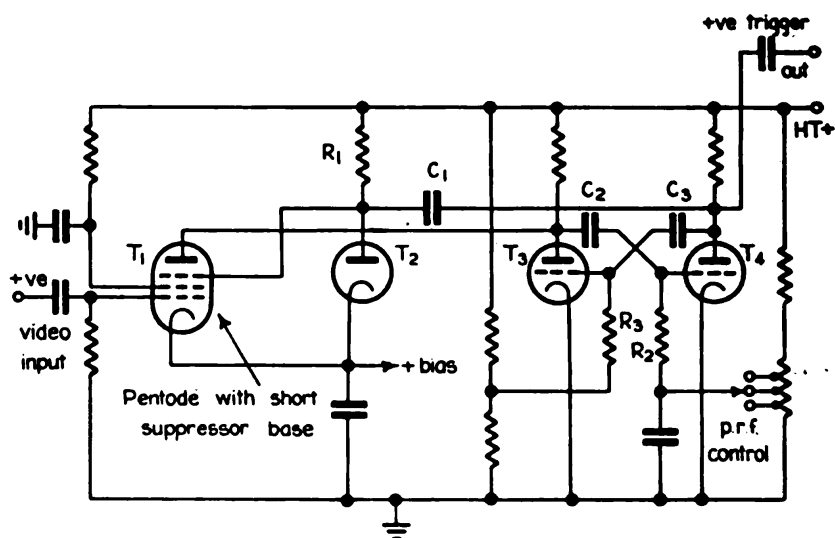 +ve trigger
out
HT+
R1
C1
C2
C3
T1
T2
T3
T4
+ve
video
input
R3
R2
+ bias
Pentode with short
suppressor base
p.r.f.
control